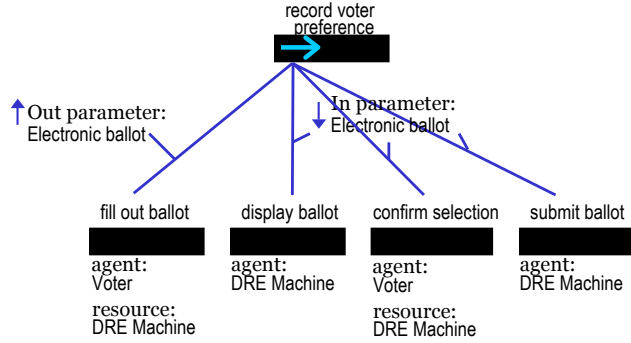 record voter
preference
Out parameter:
Electronic ballot
In parameter:
Electronic ballot
fill out ballot
display ballot
confirm selection
submit ballot
agent:
Voter
resource:
DRE Machine
agent:
DRE Machine
agent:
Voter
resource:
DRE Machine
agent:
DRE Machine